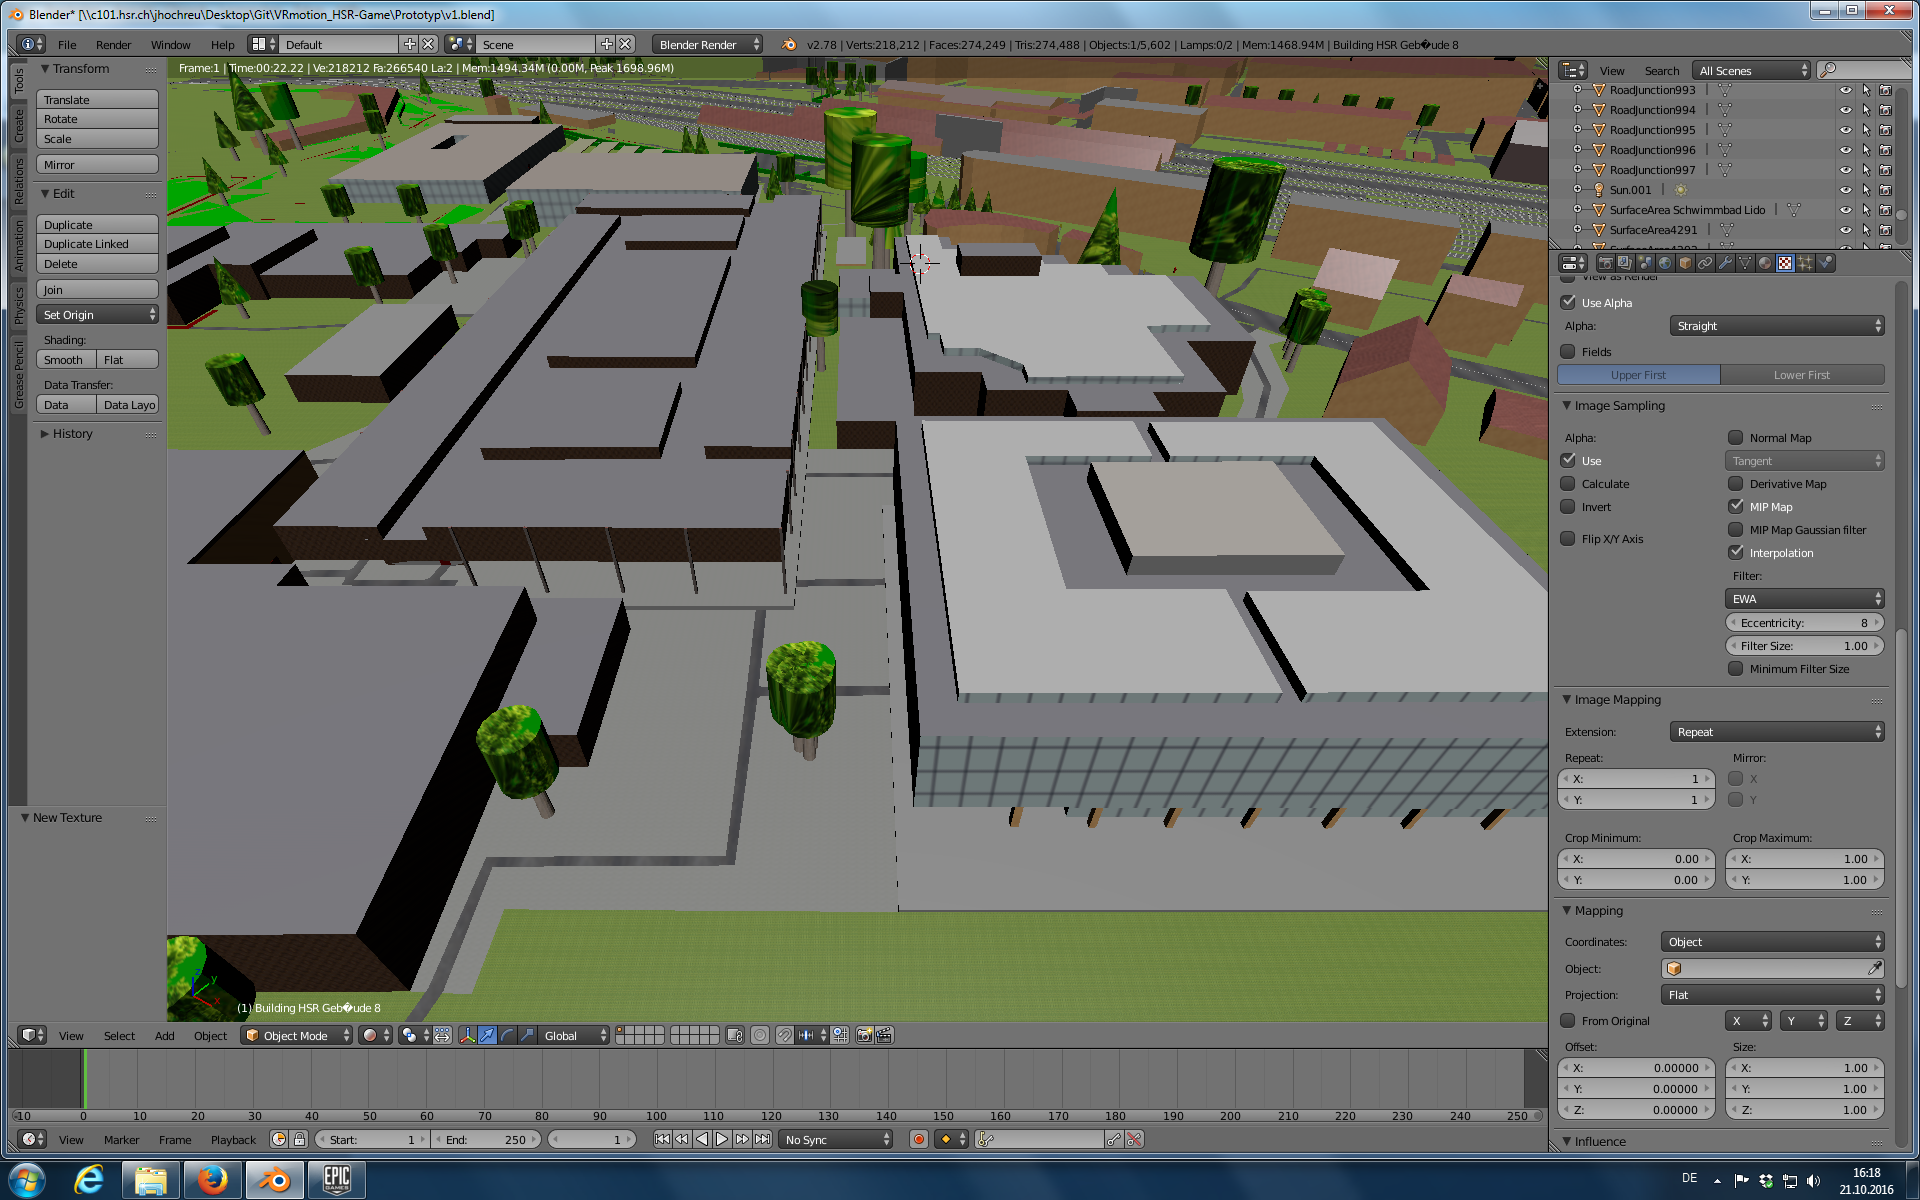 Blender* [\\c101.hsr.ch\jhochreu\Desktop\Git\VRmotion_HSR-Game\Prototyp\v1.blend]
File Render Window Help Default Scene Blender Render v2.78 | Verts:218,212 | Faces:274,249 | Tris:274,488 | Objects:1/5,602 | Lamps:0/2 | Mem:1468.94M | Building HSR Geb�ude 8
Frame:1 | Time:00:22.22 | Ve:218212 Fa:266540 La:2 | Mem:1494.34M (0.00M, Peak 1698.96M)
Tools
Create
Relations
Animation
Physics
Grease Pencil
Transform
Translate
Rotate
Scale
Mirror
Edit
Duplicate
Duplicate Linked
Delete
Join
Set Origin
Shading:
Smooth Flat
Data Transfer:
Data Data Layo
History
New Texture
(1) Building HSR Geb�ude 8
View Select Add Object Object Mode Global
View Search All Scenes
RoadJunction993
RoadJunction994
RoadJunction995
RoadJunction996
RoadJunction997
Sun.001
SurfaceArea Schwimmbad Lido
SurfaceArea4291
View as Render
Use Alpha
Alpha: Straight
Fields
Upper First Lower First
Image Sampling
Alpha: Normal Map
Use Tangent
Calculate Derivative Map
Invert MIP Map
MIP Map Gaussian filter
Flip X/Y Axis
Interpolation
Filter:
EWA
Eccentricity: 8
Filter Size: 1.00
Minimum Filter Size
Image Mapping
Extension: Repeat
Repeat: Mirror:
X: 1 X
Y: 1 Y
Crop Minimum: Crop Maximum:
X: 0.00 X: 1.00
Y: 0.00 Y: 1.00
Mapping
Coordinates: Object
Object:
Projection: Flat
From Original X Y Z
Offset: Size:
X: 0.00000 X: 1.00
Y: 0.00000 Y: 1.00
Z: 0.00000 Z: 1.00
Influence
-10 0 10 20 30 40 50 60 70 80 90 100 110 120 130 140 150 160 170 180 190 200 210 220 230 240 250
View Marker Frame Playback Start: 1 End: 250 1 No Sync
EPIC GAMES
DE
16:18
21.10.2016